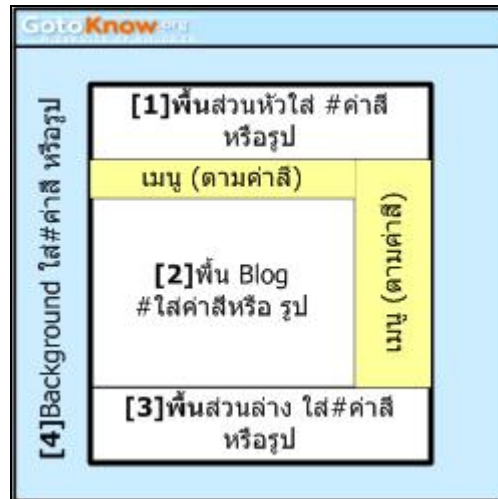 GotoKnow.org
[1]พื้นส่วนหัวใส่ #ค่าสี
หรือรูป
เมนู (ตามค่าสี)
เมนู (ตามค่าสี)
[2]พื้น Blog
#ใส่ค่าสีหรือ รูป
[3]พื้นส่วนล่าง ใส่#ค่าสี
หรือรูป
[4]Background ใส่#ค่าสี หรือรูป